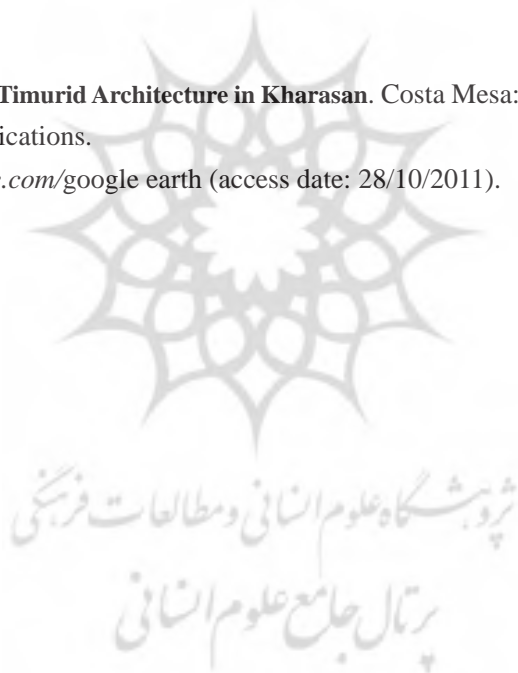 Timurid Architecture in Kharasan. Costa Mesa:
ications.
.com/google earth (access date: 28/10/2011).
پژوهشگاه علوم انسانی و مطالعات فرهنگی
پرتال جامع علوم انسانی